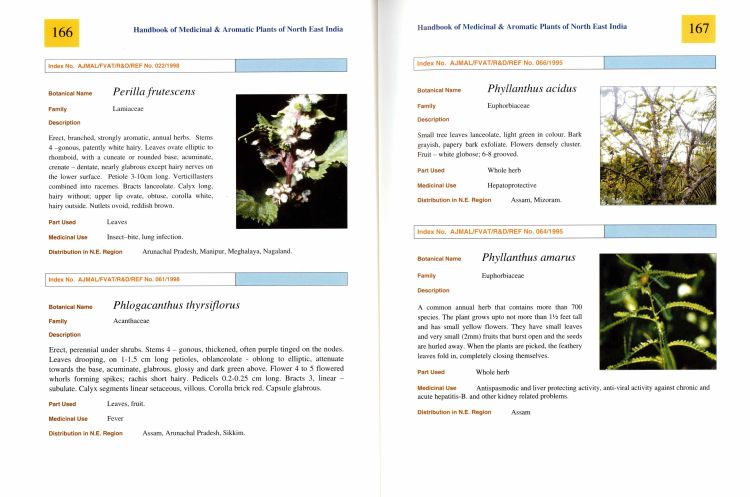 166
Handbook of Medicinal & Aromatic Plants of North East India
Index No. AJMAL/FVAT/R&D/REF No. 022/1998
Botanical Name Perilla frutescens
Family Lamiaceae
Description
Erect, branched, strongly aromatic, annual herbs. Stems
4 –gonous, patently white hairy. Leaves ovate elliptic to
rhomboid, with a cuneate or rounded base, acuminate,
crenate – dentate, nearly glabrous except hairy nerves on
the lower surface. Petiole 3-10cm long. Verticillasters
combined into racemes. Bracts lanceolate. Calyx long,
hairy without; upper lip ovate, obtuse, corolla white,
hairy outside. Nutlets ovoid, reddish brown.
Part Used Leaves
Medicinal Use Insect–bite, lung infection.
Distribution in N.E. Region Arunachal Pradesh, Manipur, Meghalaya, Nagaland.
Index No. AJMAL/FVAT/R&D/REF No. 061/1998
Botanical Name Phlogacanthus thyrsiflorus
Family Acanthaceae
Description
Erect, perennial under shrubs. Stems 4 – gonous, thickened, often purple tinged on the nodes.
Leaves drooping, on 1-1.5 cm long petioles, oblanceolate - oblong to elliptic, attenuate
towards the base, acuminate, glabrous, glossy and dark green above. Flower 4 to 5 flowered
whorls forming spikes; rachis short hairy. Pedicels 0.2-0.25 cm long. Bracts 3, linear –
subulate. Calyx segments linear setaceous, villous. Corolla brick red. Capsule glabrous.
Part Used Leaves, fruit.
Medicinal Use Fever
Distribution in N.E. Region Assam, Arunachal Pradesh, Sikkim.
Handbook of Medicinal & Aromatic Plants of North East India
167
Index No. AJMAL/FVAT/R&D/REF No. 066/1995
Botanical Name Phyllanthus acidus
Family Euphorbiaceae
Description
Small tree leaves lanceolate, light green in colour. Bark
grayish, papery bark exfoliate. Flowers densely cluster.
Fruit – white globose; 6-8 grooved.
Part Used Whole herb
Medicinal Use Hepatoprotective
Distribution in N.E. Region Assam, Mizoram.
Index No. AJMAL/FVAT/R&D/REF No. 064/1995
Botanical Name Phyllanthus amarus
Family Euphorbiaceae
Description
A common annual herb that contains more than 700
species. The plant grows upto not more than 1½ feet tall
and has small yellow flowers. They have small leaves
and very small (2mm) fruits that burst open and the seeds
are hurled away. When the plants are picked, the feathery
leaves fold in, completely closing themselves.
Part Used Whole herb
Medicinal Use Antispasmodic and liver protecting activity, anti-viral activity against chronic and
acute hepatitis-B. and other kidney related problems.
Distribution in N.E. Region Assam